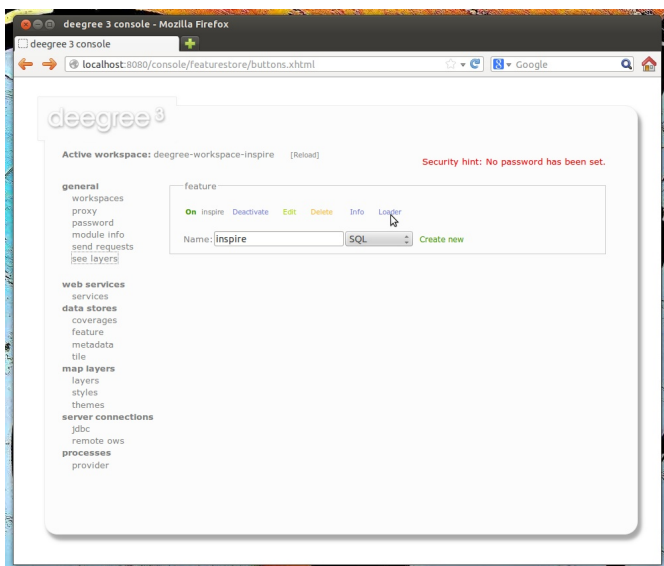 deegree 3 console - Mozilla Firefox
deegree 3 console
localhost:8080/console/featurestore/buttons.xhtml
Google
deegree 3
Active workspace: deegree-workspace-inspire [Reload]
Security hint: No password has been set.
general
workspaces
proxy
password
module info
send requests
see layers
web services
services
data stores
coverages
feature
metadata
tile
map layers
layers
styles
themes
server connections
jdbc
remote ows
processes
provider
feature
On inspire Deactivate Edit Delete Info Loader
Name: inspire SQL Create new